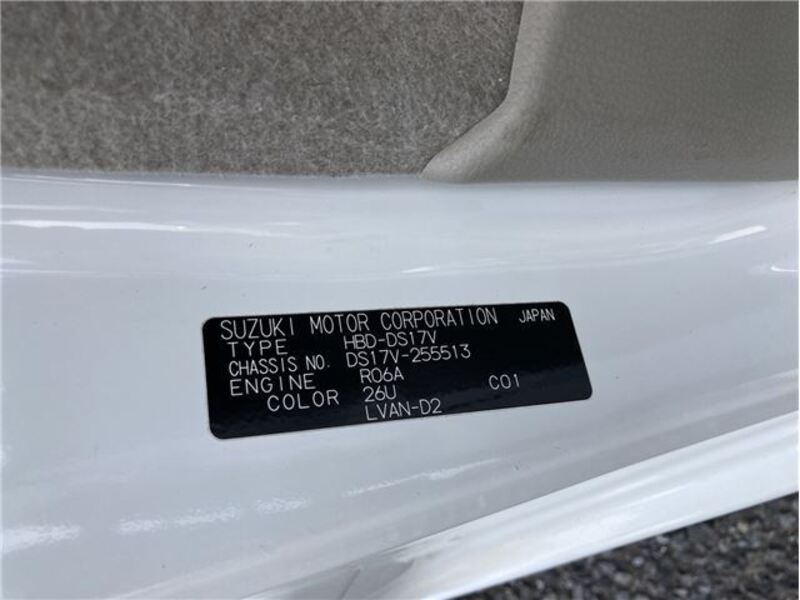 SUZUKI MOTOR CORPORATION JAPAN
TYPE HBD-DS17V
CHASSIS NO. DS17V-255513
ENGINE R06A
COLOR 26U C01
LVAN-D2